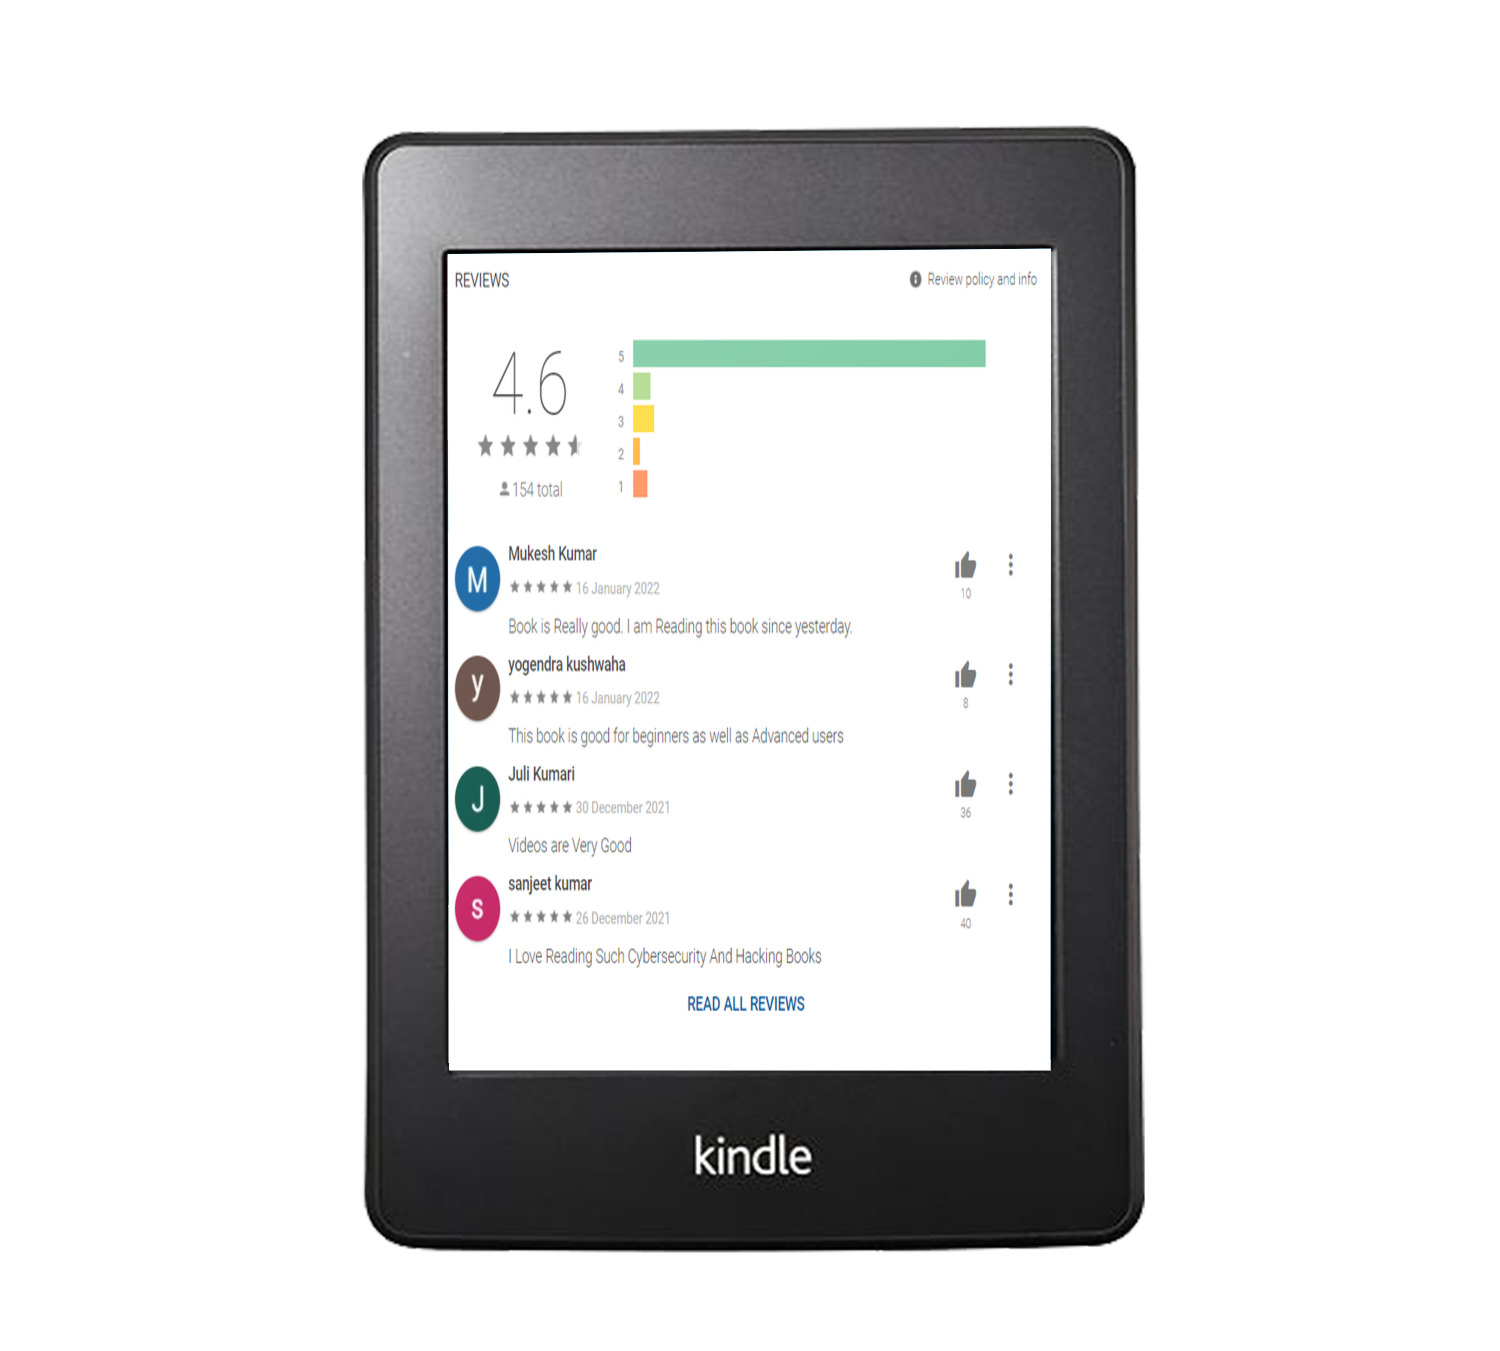 REVIEWS
Review policy and info
4.6
154 total
5
4
3
2
1
M
Mukesh Kumar
16 January 2022
10
Book is Really good. I am Reading this book since yesterday.
y
yogendra kushwaha
16 January 2022
8
This book is good for beginners as well as Advanced users
J
Juli Kumari
30 December 2021
36
Videos are Very Good
s
sanjeet kumar
26 December 2021
40
I Love Reading Such Cybersecurity And Hacking Books
READ ALL REVIEWS
kindle